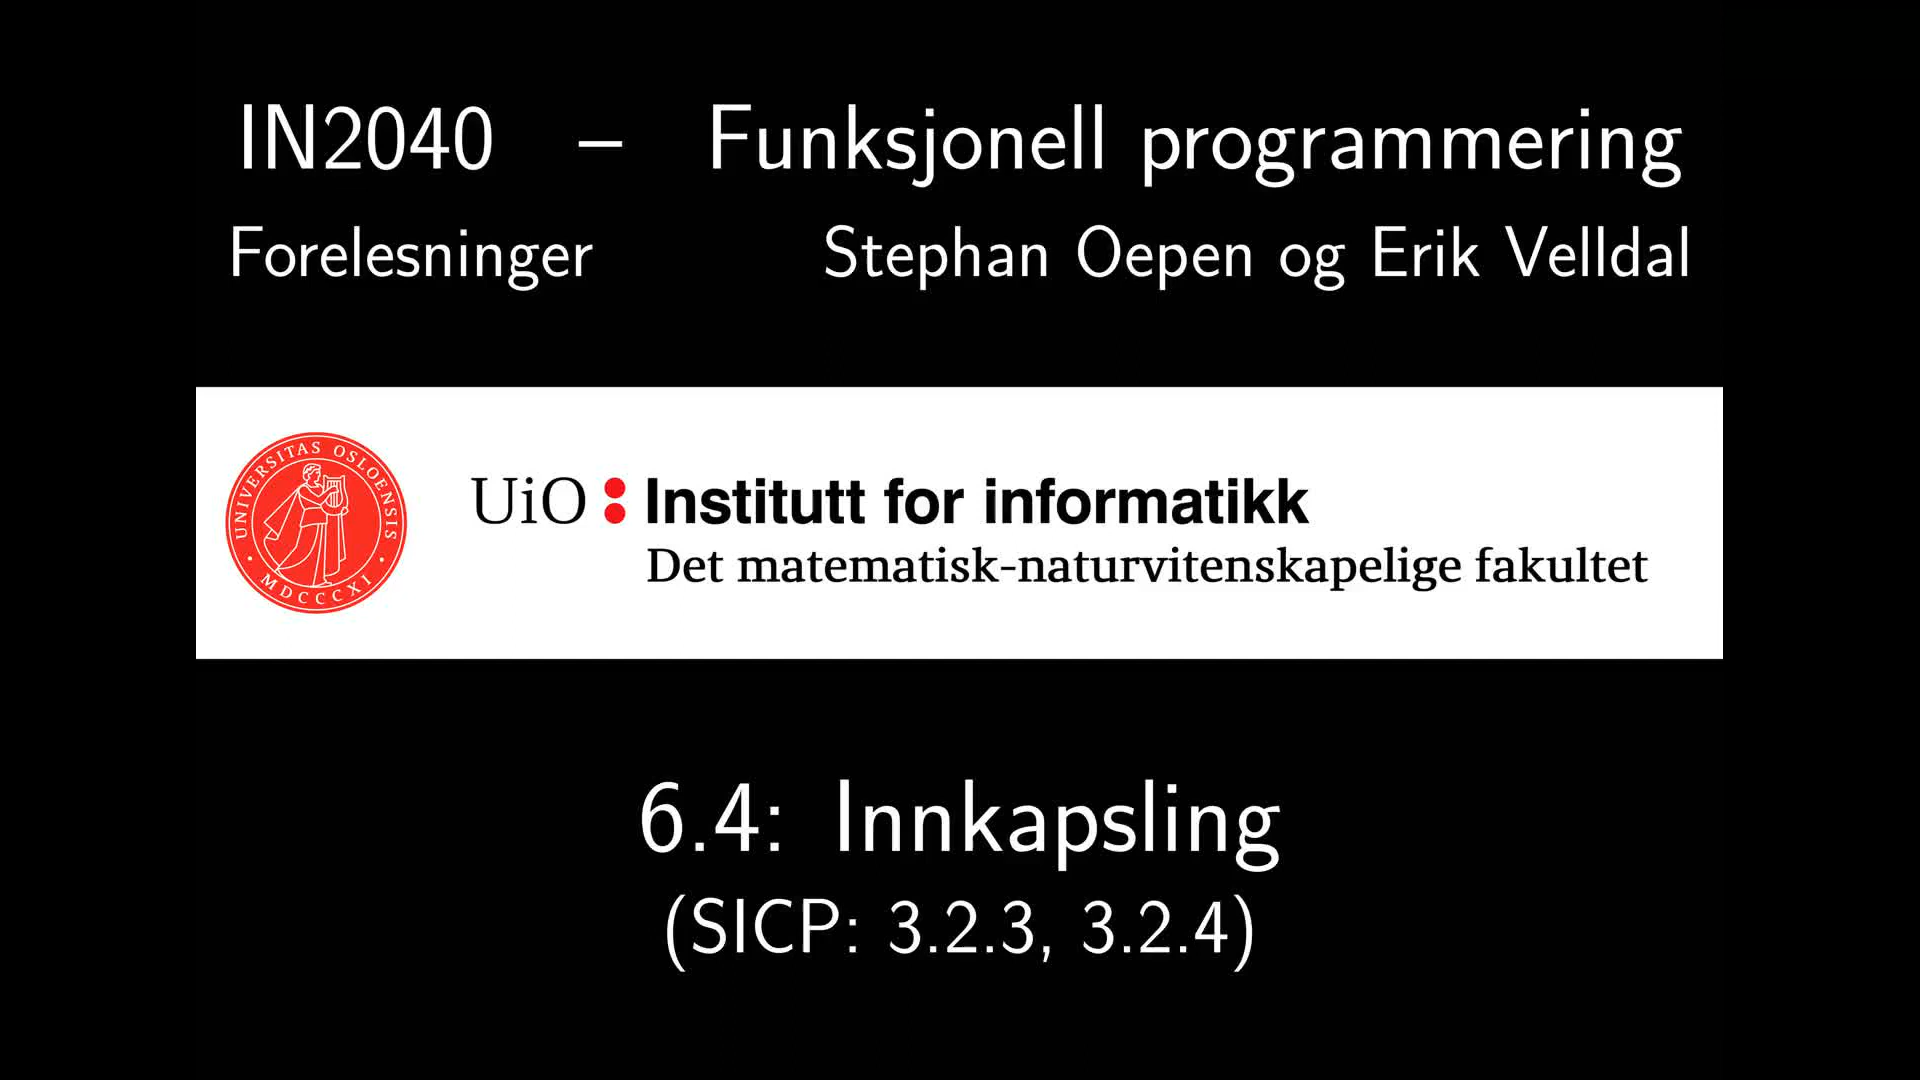 IN2040 – Funksjonell programmering
Forelesninger Stephan Oepen og Erik Velldal
UNIVERSITAS OSLOENSIS
MDCCCXI
UiO : Institutt for informatikk
Det matematisk-naturvitenskapelige fakultet
6.4: Innkapsling
(SICP: 3.2.3, 3.2.4)